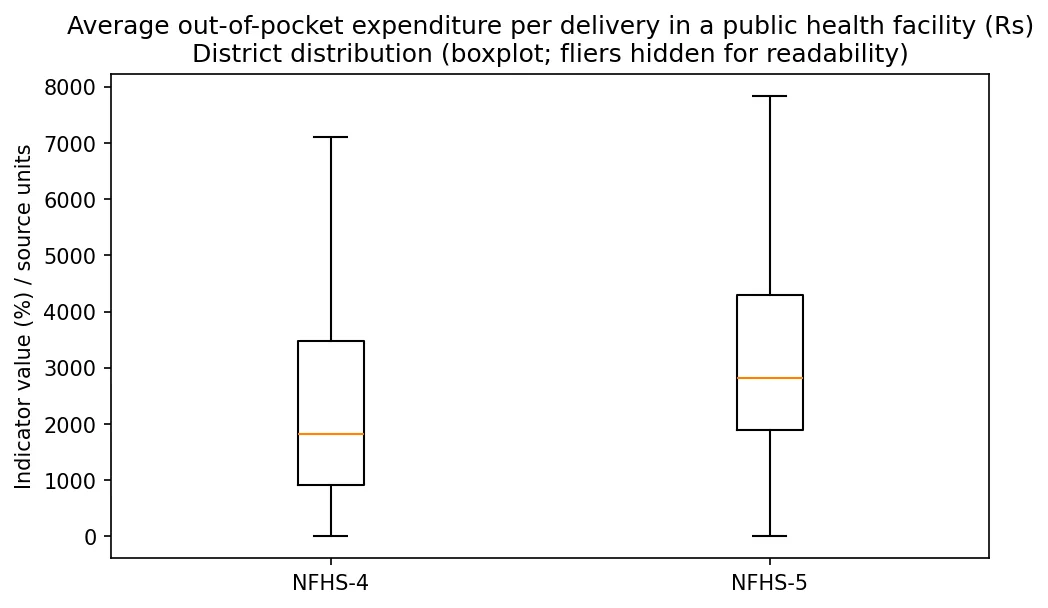 Average out-of-pocket expenditure per delivery in a public health facility (Rs)
District distribution (boxplot; fliers hidden for readability)
Indicator value (%) / source units
8000
7000
6000
5000
4000
3000
2000
1000
0
NFHS-4
NFHS-5